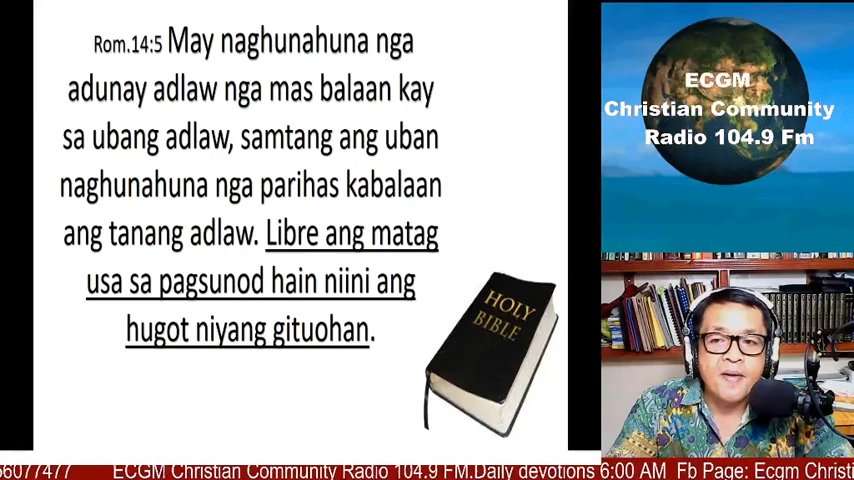 Rom.14:5 May naghunahuna nga
adunay adlaw nga mas balaan kay
sa ubang adlaw, samtang ang uban
naghunahuna nga parihas kabalaan
ang tanang adlaw. Libre ang matag
usa sa pagsunod hain niini ang
hugot niyang gituohan.
HOLY
BIBLE
ECGM
Christian Community
Radio 104.9 Fm
56077477 ECGM Christian Community Radio 104.9 FM.Daily devotions 6:00 AM Fb Page: Ecgm Christi